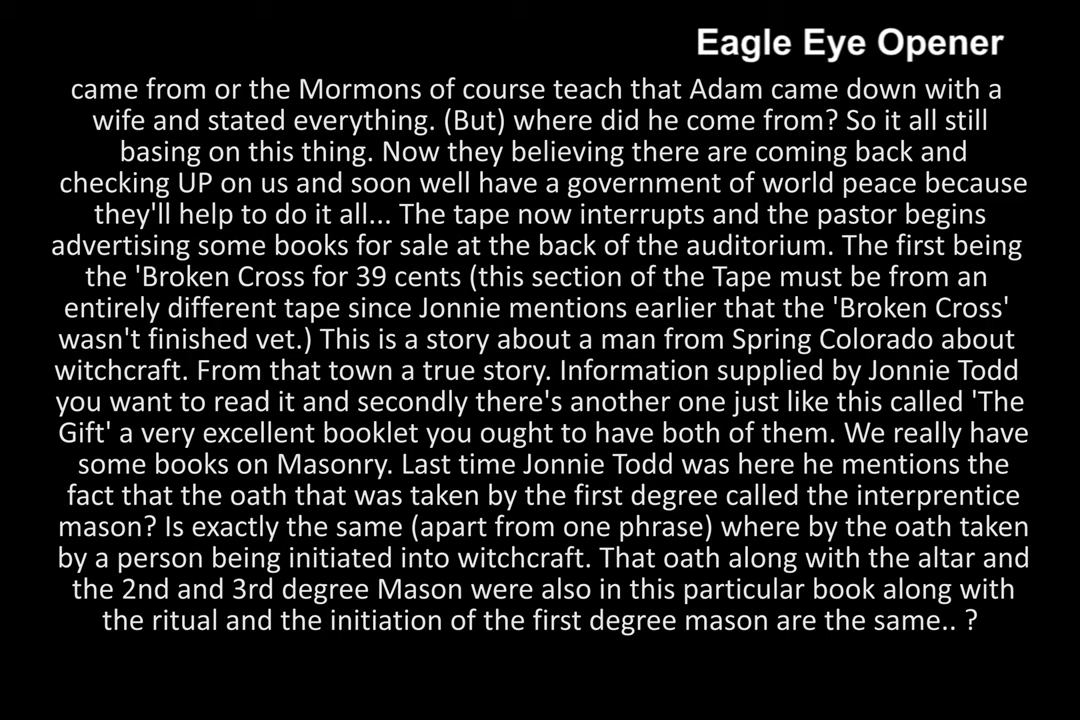 Eagle Eye Opener
came from or the Mormons of course teach that Adam came down with a
wife and stated everything. (But) where did he come from? So it all still
basing on this thing. Now they believing there are coming back and
checking UP on us and soon well have a government of world peace because
they'll help to do it all... The tape now interrupts and the pastor begins
advertising some books for sale at the back of the auditorium. The first being
the 'Broken Cross for 39 cents (this section of the Tape must be from an
entirely different tape since Jonnie mentions earlier that the 'Broken Cross'
wasn't finished vet.) This is a story about a man from Spring Colorado about
witchcraft. From that town a true story. Information supplied by Jonnie Todd
you want to read it and secondly there's another one just like this called 'The
Gift' a very excellent booklet you ought to have both of them. We really have
some books on Masonry. Last time Jonnie Todd was here he mentions the
fact that the oath that was taken by the first degree called the interprentice
mason? Is exactly the same (apart from one phrase) where by the oath taken
by a person being initiated into witchcraft. That oath along with the altar and
the 2nd and 3rd degree Mason were also in this particular book along with
the ritual and the initiation of the first degree mason are the same.. ?